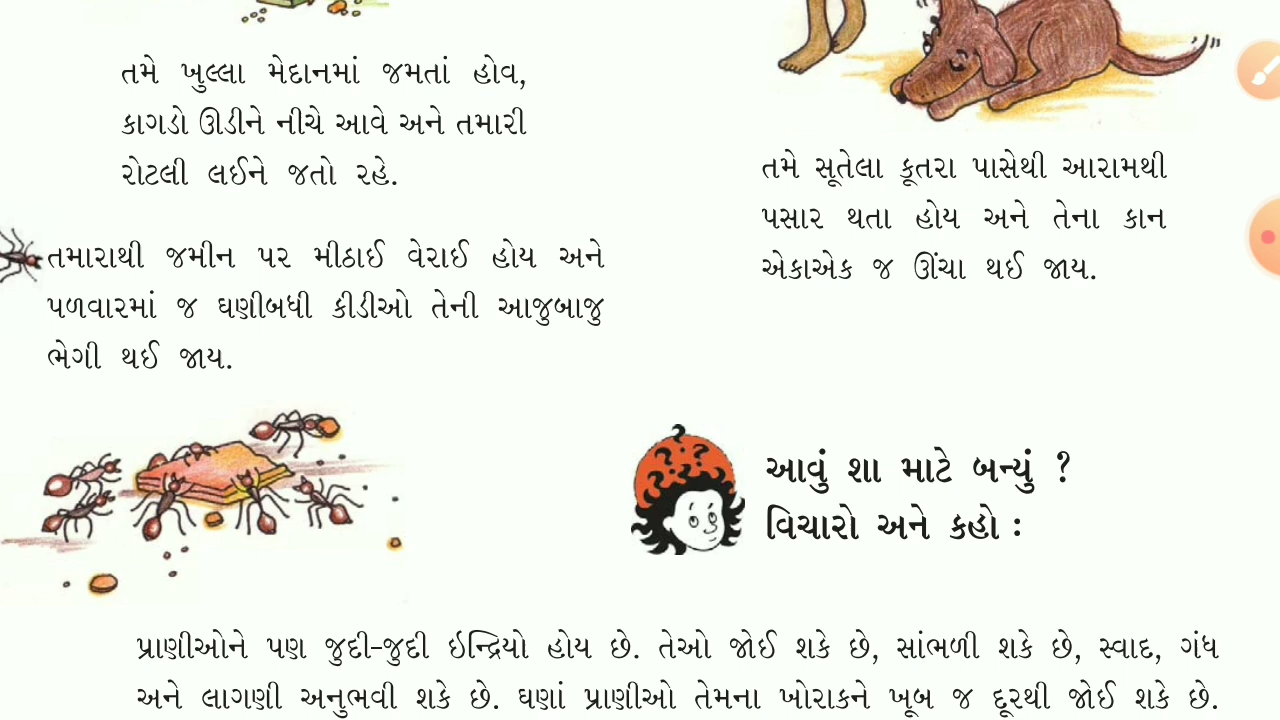 તમે ખુલ્લા મેદાનમાં જમતાં હોવ,
કાગડો ઊડીને નીચે આવે અને તમારી
રોટલી લઈને જતો રહે.
તમે સૂતેલા કૂતરા પાસેથી આરામથી
પસાર થતા હોય અને તેના કાન
એકાએક જ ઊંચા થઈ જાય.
તમારાથી જમીન પર મીઠાઈ વેરાઈ હોય અને
પળવારમાં જ ઘણીબધી કીડીઓ તેની આજુબાજુ
ભેગી થઈ જાય.
આવું શા માટે બન્યું ?
વિચારો અને કહો :
પ્રાણીઓને પણ જુદી-જુદી ઇન્દ્રિયો હોય છે. તેઓ જોઈ શકે છે, સાંભળી શકે છે, સ્વાદ, ગંધ
અને લાગણી અનુભવી શકે છે. ઘણાં પ્રાણીઓ તેમના ખોરાકને ખૂબ જ દૂરથી જોઈ શકે છે.